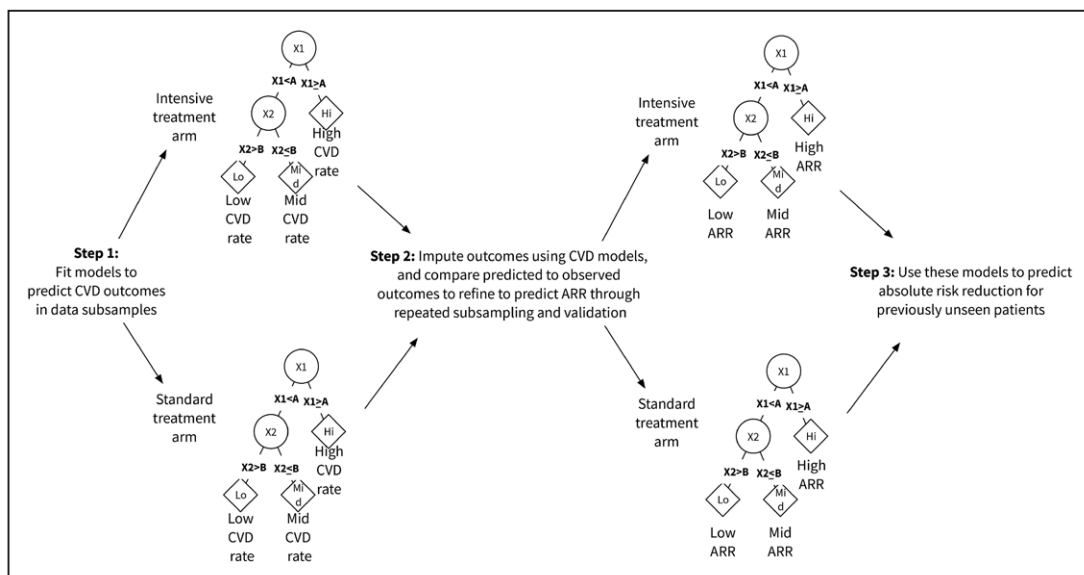 X1
X1<A X1≥A
Intensive
treatment
arm
X2
Hi
High
CVD
rate
X2>B X2≤B
Lo
Mi
d
Low
CVD
rate
Mid
CVD
rate
Step 1:
Fit models to
predict CVD outcomes
in data subsamples
Standard
treatment
arm
X1
X1<A X1≥A
X2
Hi
High
CVD
rate
X2>B X2≤B
Lo
Mi
d
Low
CVD
rate
Mid
CVD
rate
Step 2: Impute outcomes using CVD models,
and compare predicted to observed
outcomes to refine to predict ARR through
repeated subsampling and validation
Intensive
treatment
arm
X1
X1<A X1≥A
X2
Hi
High
ARR
X2>B X2≤B
Lo
Mi
d
Low
ARR
Mid
ARR
Standard
treatment
arm
X1
X1<A X1≥A
X2
Hi
High
ARR
X2>B X2≤B
Lo
Mi
d
Low
ARR
Mid
ARR
Step 3: Use these models to predict
absolute risk reduction for
previously unseen patients